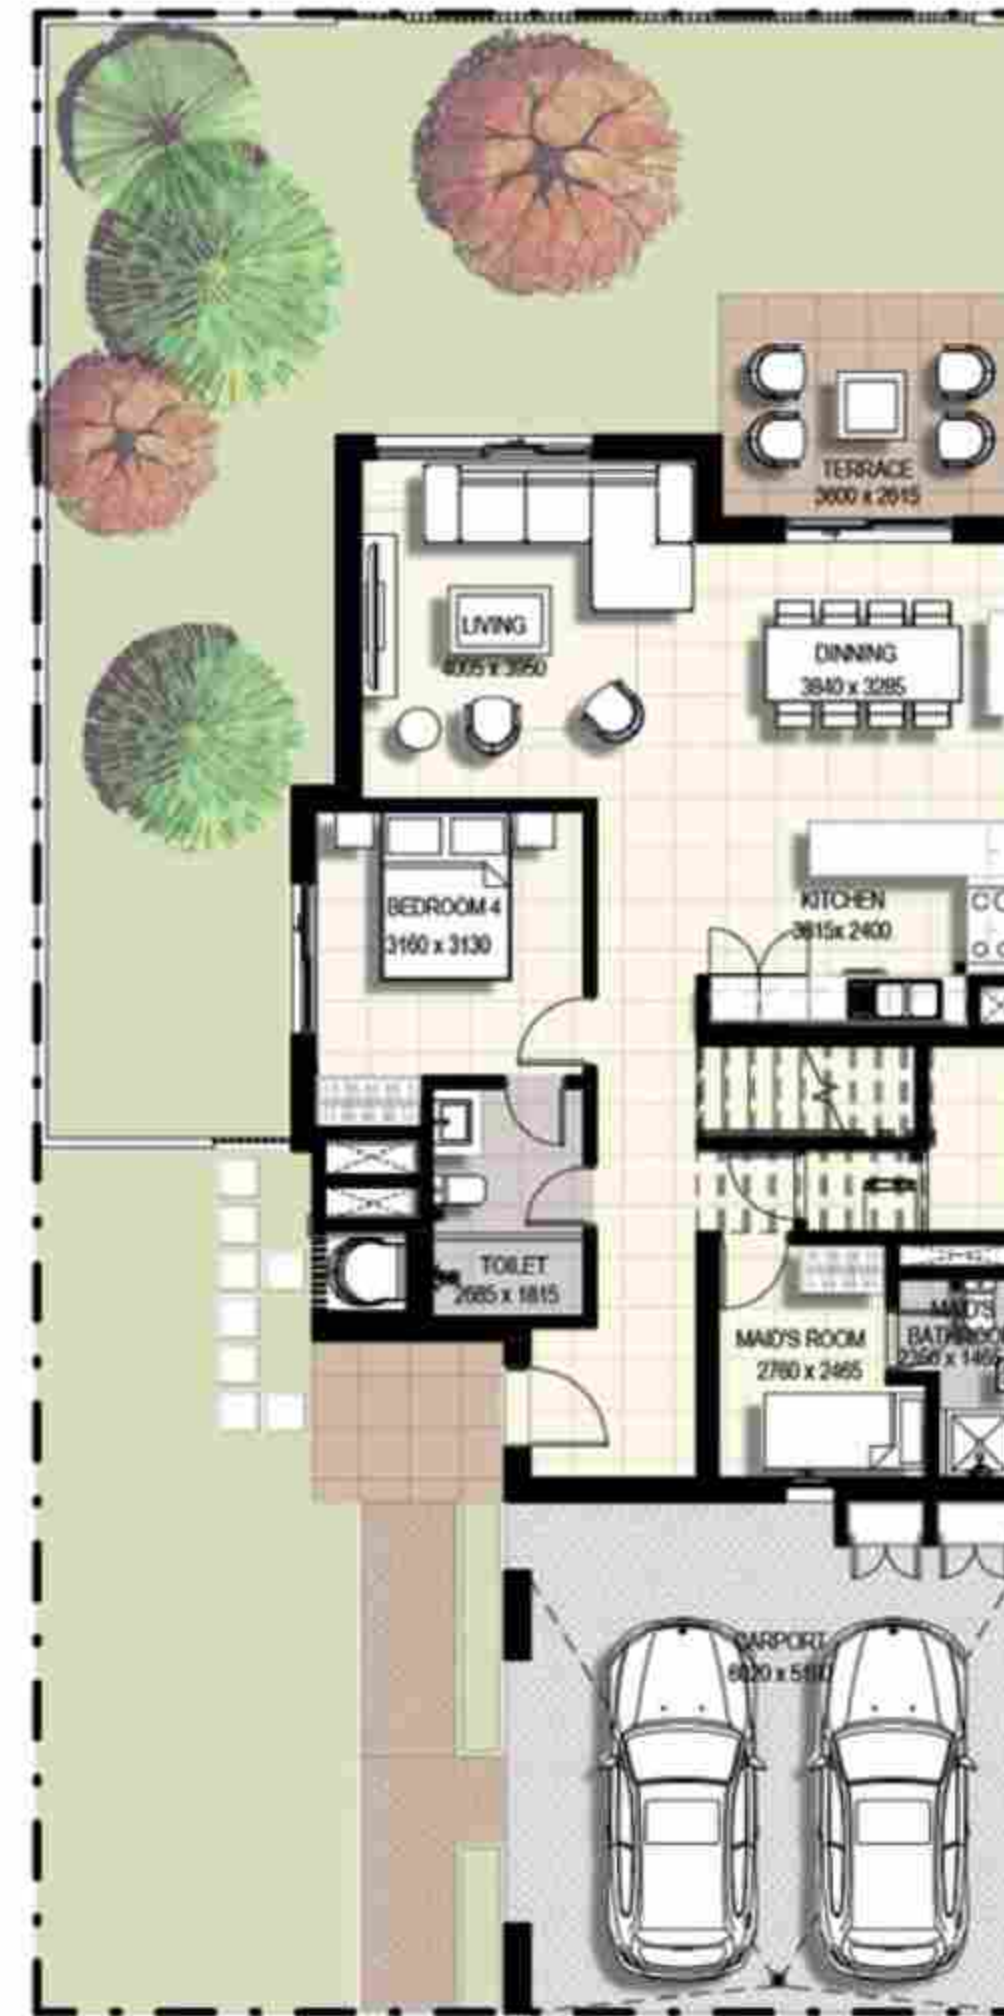 TERRACE
3600 x 2615
LIVING
4005 x 3950
DINNING
3840 x 3285
BEDROOM 4
3160 x 3130
KITCHEN
3815x 2400
TOILET
2685 x 1815
MAID'S ROOM
2760 x 2465
MAID'S
CARPORT